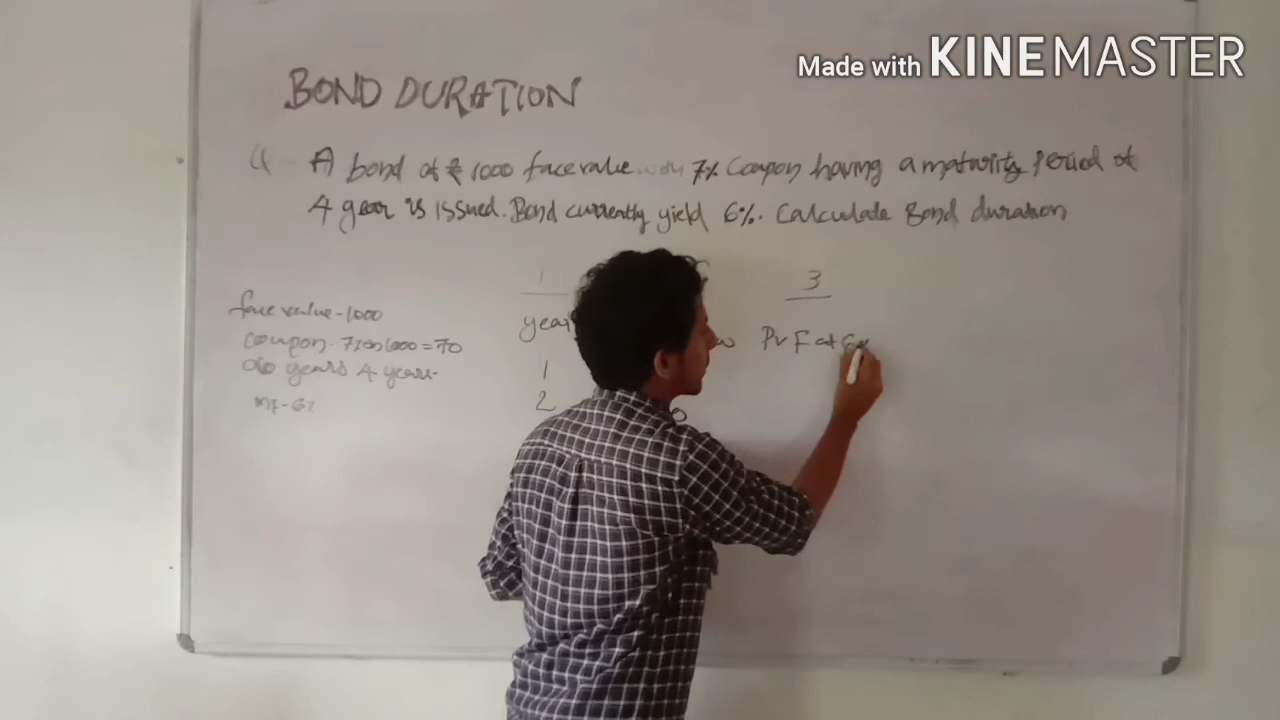 Made with KINEMASTER
BOND DURATION
Q A bond of ₹ 1000 face value with 7% Coupon having a maturity period of
4 year is issued. Bond currently yield 6%. Calculate Bond duration
1 3
face value - 1000
year PVF at 6%
coupon - 7% on 1000 = 70
years 4 years
1
- 6%
2